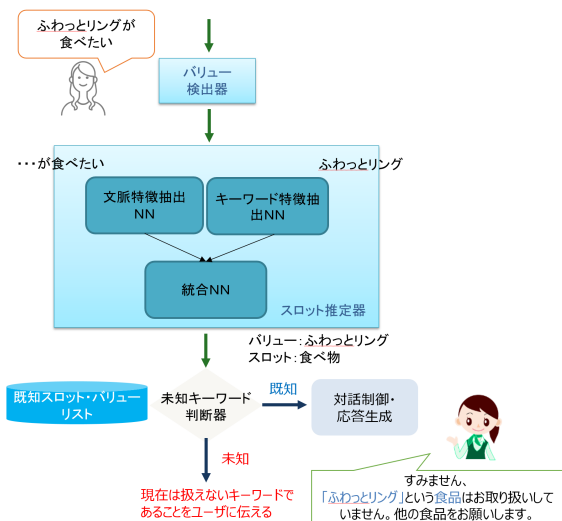 ふわっとリングが
食べたい
バリュー
検出器
・・・が食べたい
ふわっとリング
文脈特徴抽出
NN
キーワード特徴抽
出NN
統合NN
スロット推定器
バリュー：ふわっとリング
スロット：食べ物
既知スロット・バリュー
リスト
未知キーワード
判断器
既知
対話制御・
応答生成
未知
現在は扱えないキーワードで
あることをユーザに伝える
すみません、
「ふわっとリング」という食品はお取り扱いして
いません。他の食品をお願いします。